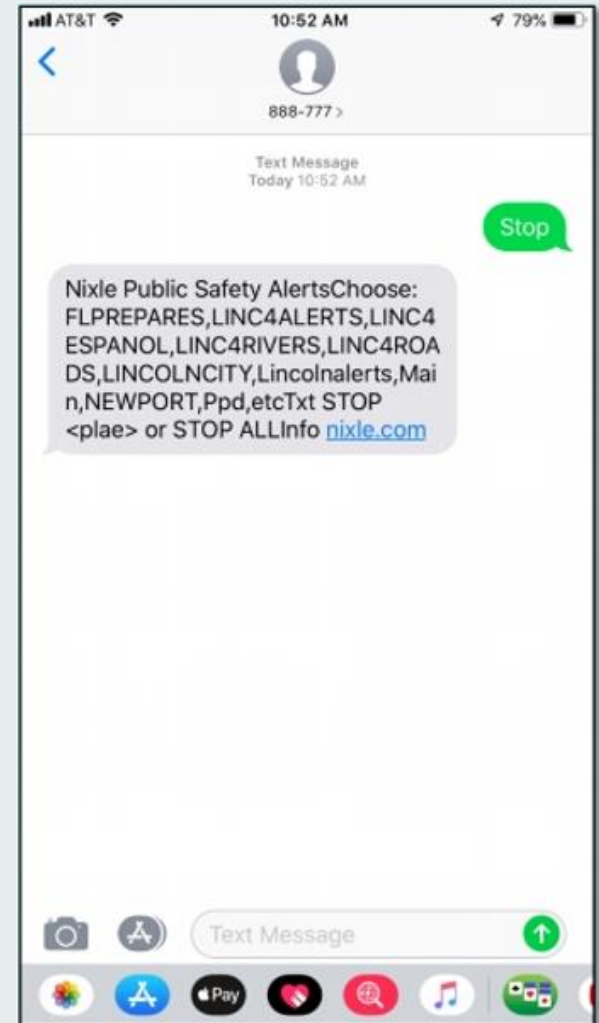 AT&T 10:52 AM 79%
888-777 >
Text Message
Today 10:52 AM
Stop
Nixle Public Safety AlertsChoose:
FLPREPARES,LINC4ALERTS,LINC4
ESPANOL,LINC4RIVERS,LINC4ROA
DS,LINCOLNCITY,Lincolnalerts,Mai
n,NEWPORT,Ppd,etcTxt STOP
<plae> or STOP ALLInfo nixle.com
Text Message
Pay